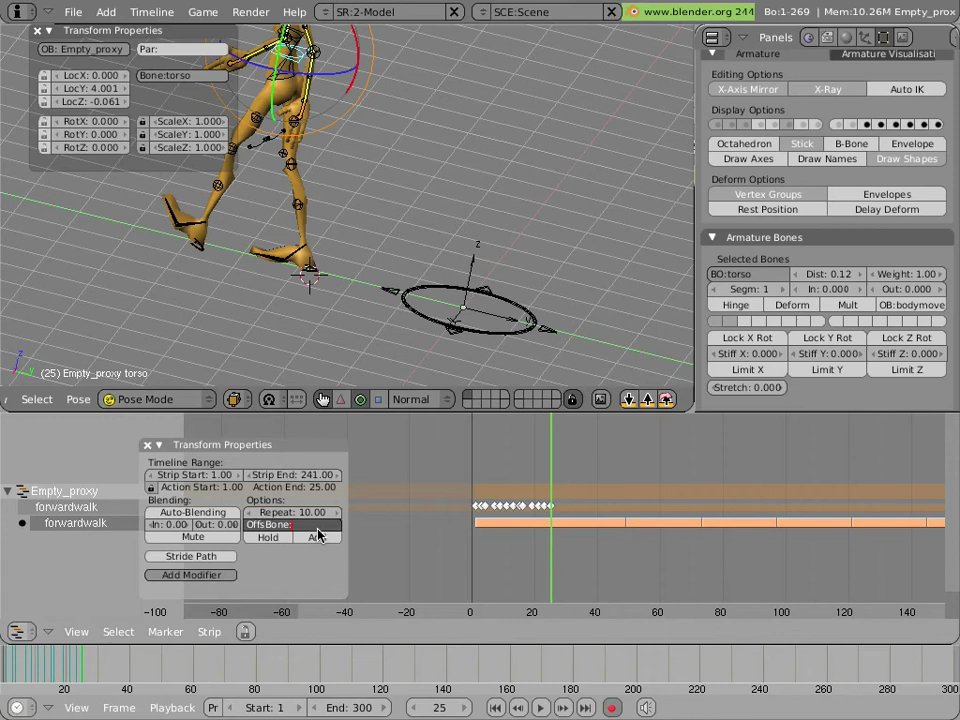 File Add Timeline Game Render Help SR:2-Model SCE:Scene www.blender.org 244 Bo:1-269 | Mem:10.26M Empty_prox
Transform Properties
OB: Empty_proxy Par:
LocX: 0.000 Bone:torso
LocY: 4.001
LocZ: -0.061
RotX: 0.000 ScaleX: 1.000
RotY: 0.000 ScaleY: 1.000
RotZ: 0.000 ScaleZ: 1.000
z
z
y
x
(25) Empty_proxy torso
Select Pose Pose Mode Normal
Panels
Armature Armature Visualisati
Editing Options
X-Axis Mirror X-Ray Auto IK
Display Options
Octahedron Stick B-Bone Envelope
Draw Axes Draw Names Draw Shapes
Deform Options
Vertex Groups Envelopes
Rest Position Delay Deform
Armature Bones
Selected Bones
BO:torso Dist: 0.12 Weight: 1.00
Segm: 1 In: 0.000 Out: 0.000
Hinge Deform Mult OB:bodymove
Lock X Rot Lock Y Rot Lock Z Rot
Stiff X: 0.000 Stiff Y: 0.000 Stiff Z: 0.000
Limit X Limit Y Limit Z
Stretch: 0.000
Empty_proxy
forwardwalk
forwardwalk
Transform Properties
Timeline Range:
Strip Start: 1.00 Strip End: 241.00
Action Start: 1.00 Action End: 25.00
Blending: Options:
Auto-Blending Repeat: 10.00
In: 0.00 Out: 0.00 OffsBone:
Mute Hold
Stride Path
Add Modifier
-100 -80 -60 -40 -20 0 20 40 60 80 100 120 140
View Select Marker Strip
20 40 60 80 100 120 140 160 180 200 220 240 260 280 300
View Frame Playback Pr Start: 1 End: 300 25